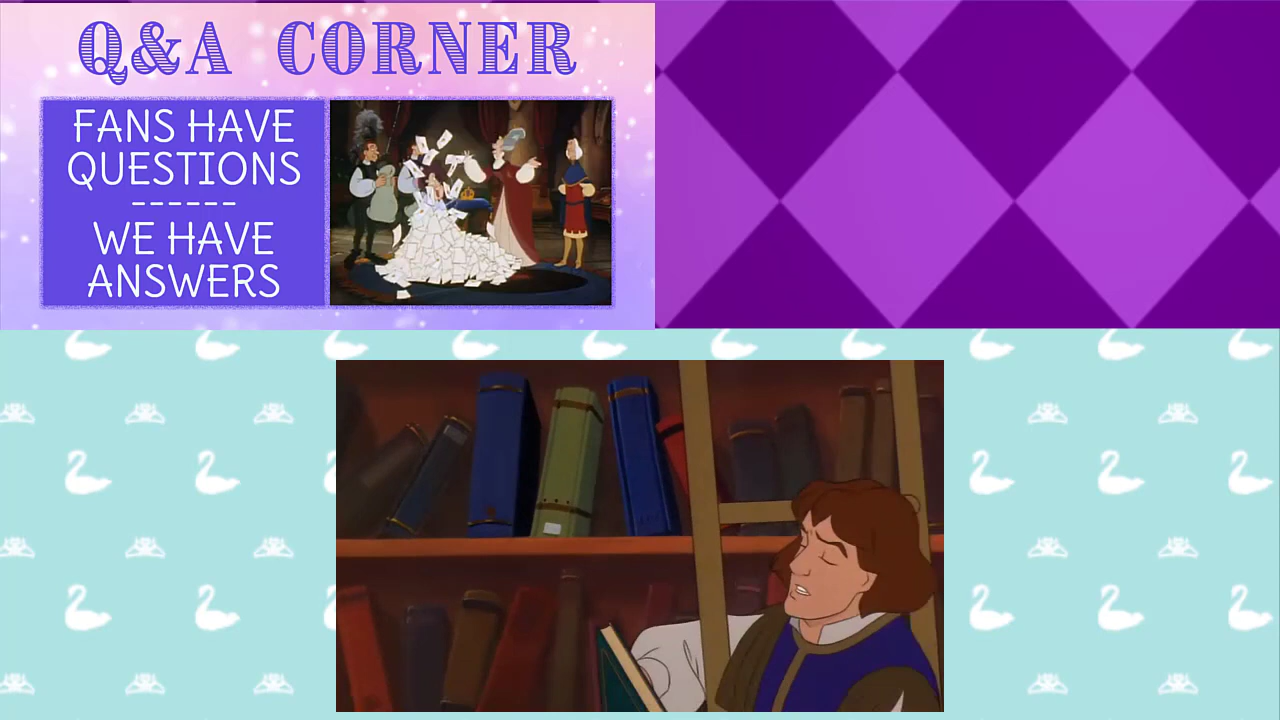 Q&A CORNER
FANS HAVE
QUESTIONS
------
WE HAVE
ANSWERS